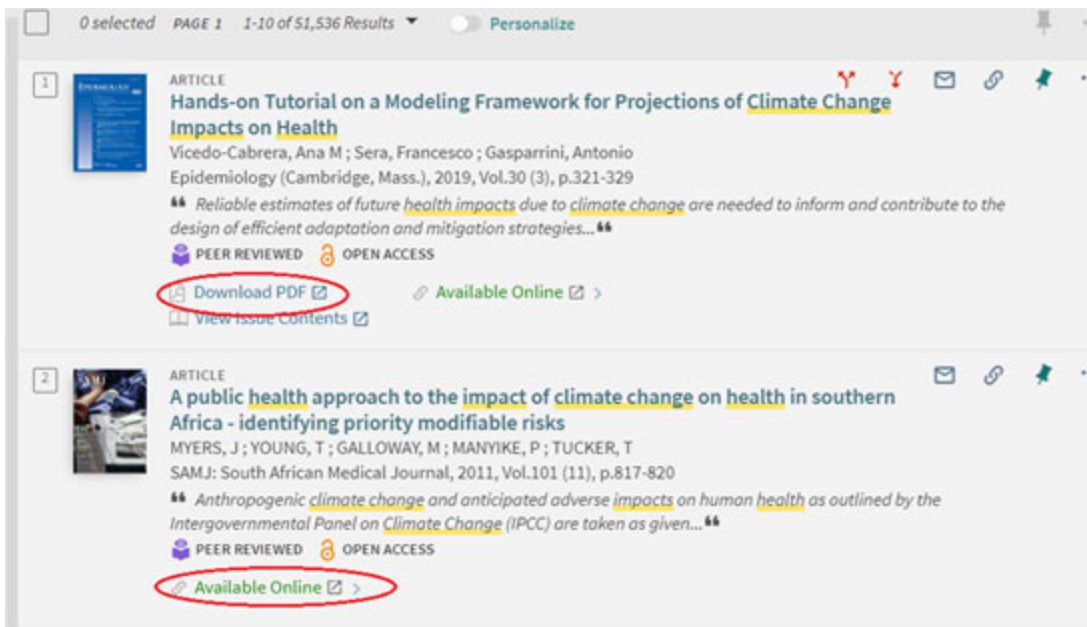 0 selected PAGE 1 1-10 of 51,536 Results Personalize
1
ARTICLE
Hands-on Tutorial on a Modeling Framework for Projections of Climate Change
Impacts on Health
Vicedo-Cabrera, Ana M ; Sera, Francesco ; Gasparrini, Antonio
Epidemiology (Cambridge, Mass.), 2019, Vol.30 (3), p.321-329
❝ Reliable estimates of future health impacts due to climate change are needed to inform and contribute to the
design of efficient adaptation and mitigation strategies...❝
PEER REVIEWED OPEN ACCESS
Download PDF Available Online >
View Issue Contents
2
ARTICLE
A public health approach to the impact of climate change on health in southern
Africa - identifying priority modifiable risks
MYERS, J ; YOUNG, T ; GALLOWAY, M ; MANYIKE, P ; TUCKER, T
SAMJ: South African Medical Journal, 2011, Vol.101 (11), p.817-820
❝ Anthropogenic climate change and anticipated adverse impacts on human health as outlined by the
Intergovernmental Panel on Climate Change (IPCC) are taken as given...❝
PEER REVIEWED OPEN ACCESS
Available Online >